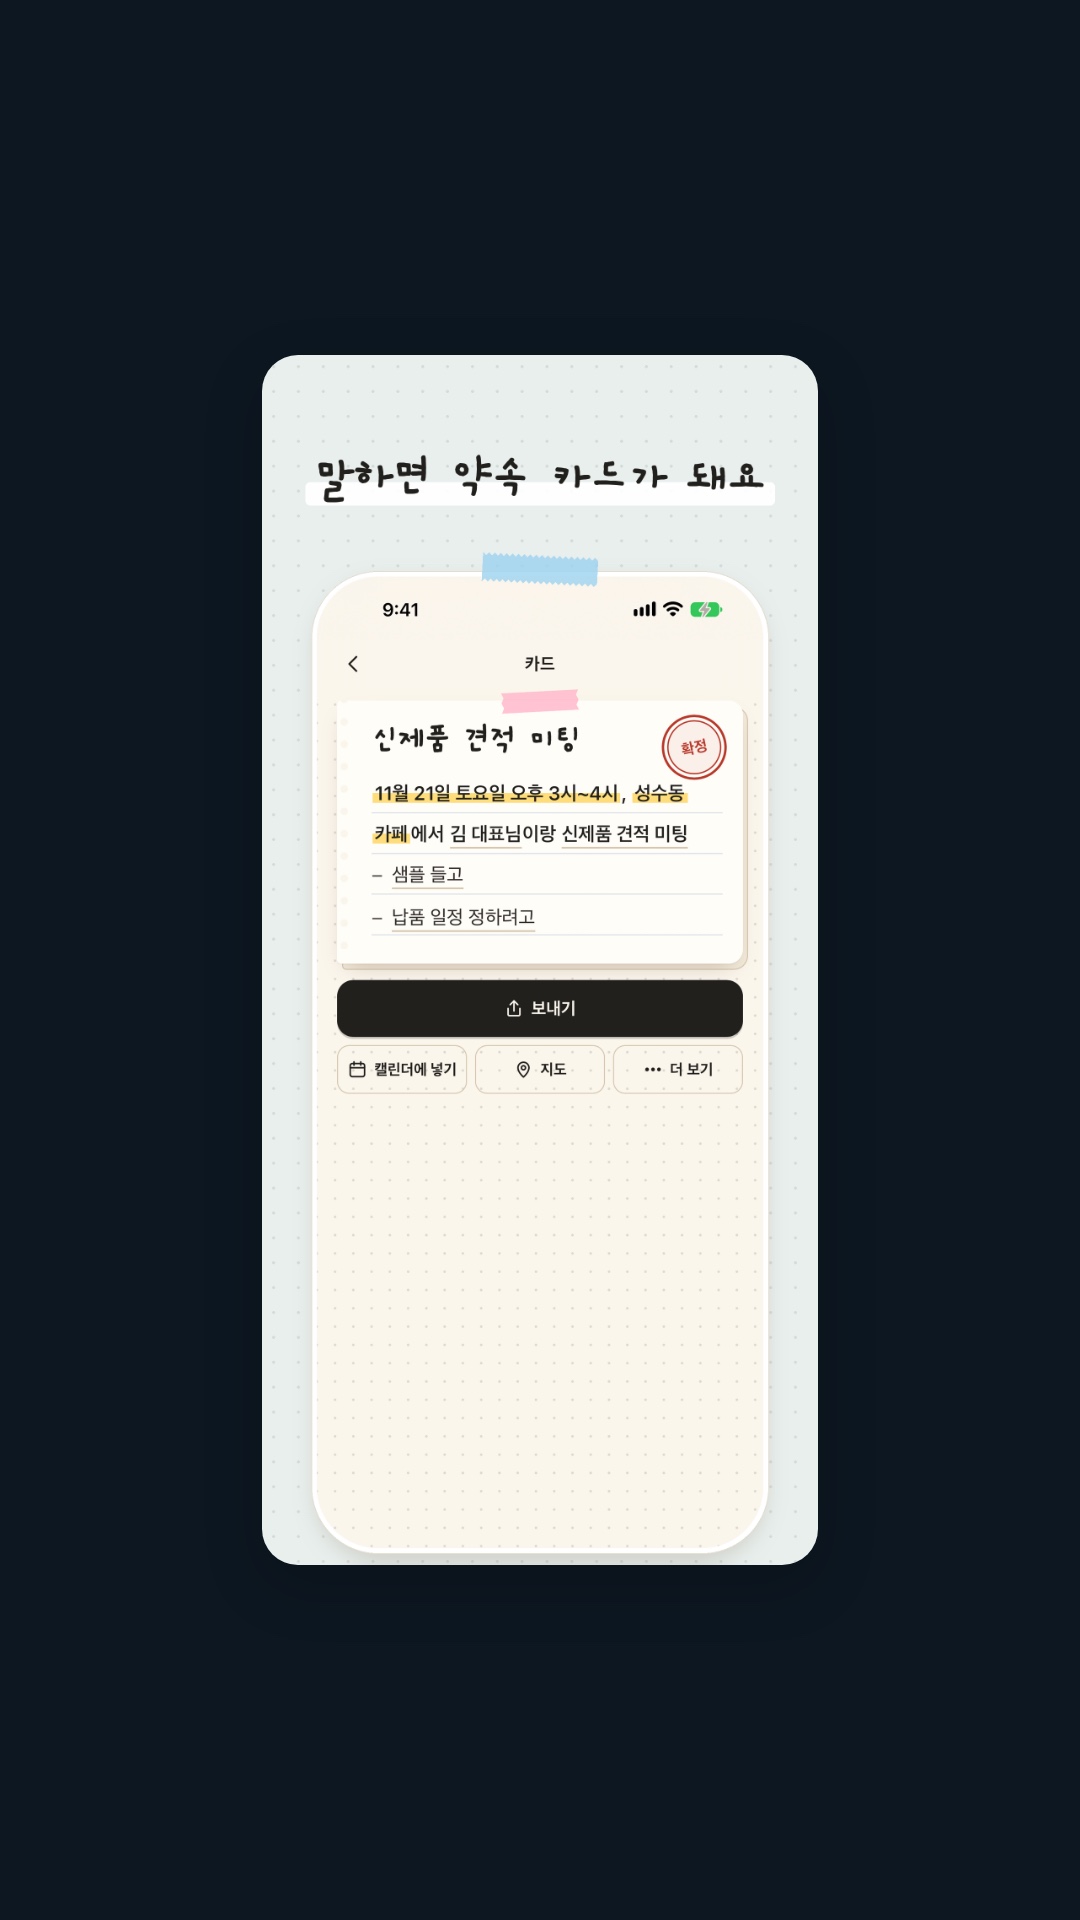 말하면 약속 카드가 돼요
9:41
카드
신제품 견적 미팅
확정
11월 21일 토요일 오후 3시~4시, 성수동
카페에서 김 대표님이랑 신제품 견적 미팅
– 샘플 들고
– 납품 일정 정하려고
보내기
캘린더에 넣기 지도 더 보기